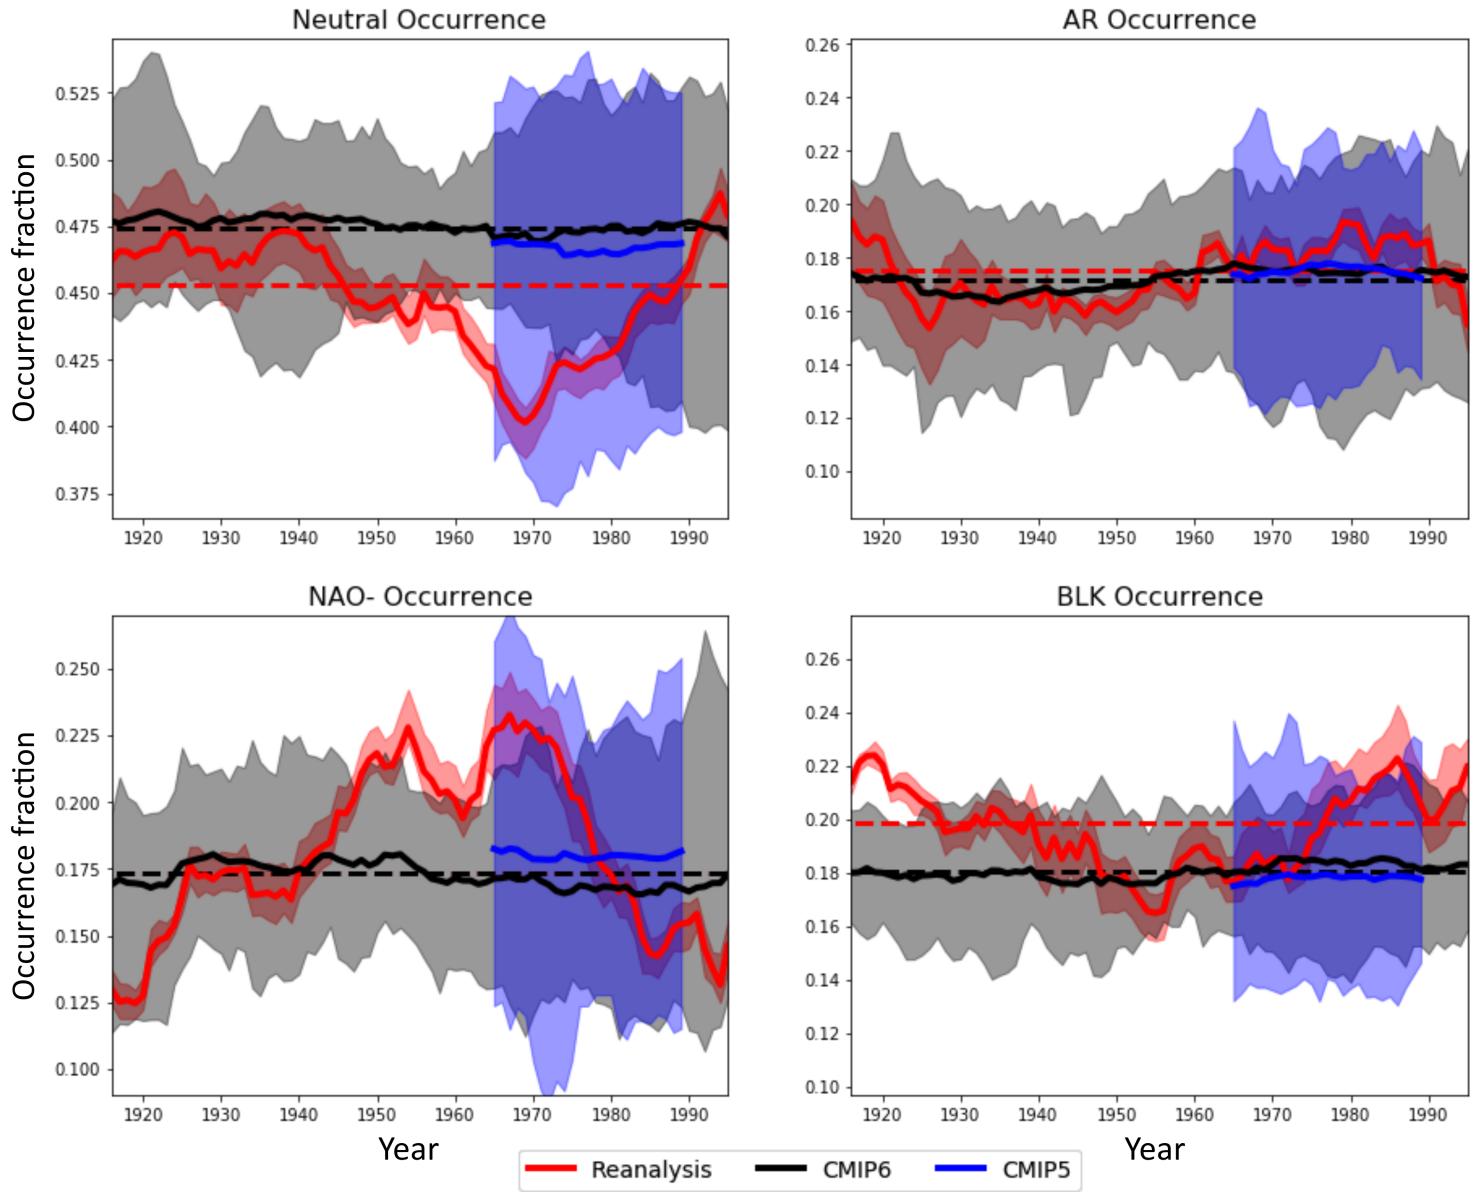 Neutral Occurrence
AR Occurrence
Occurrence fraction
0.525
0.500
0.475
0.450
0.425
0.400
0.375
1920 1930 1940 1950 1960 1970 1980 1990
0.26
0.24
0.22
0.20
0.18
0.16
0.14
0.12
0.10
1920 1930 1940 1950 1960 1970 1980 1990
NAO- Occurrence
BLK Occurrence
Occurrence fraction
0.250
0.225
0.200
0.175
0.150
0.125
0.100
1920 1930 1940 1950 1960 1970 1980 1990
Year
0.26
0.24
0.22
0.20
0.18
0.16
0.14
0.12
0.10
1920 1930 1940 1950 1960 1970 1980 1990
Year
Reanalysis CMIP6 CMIP5